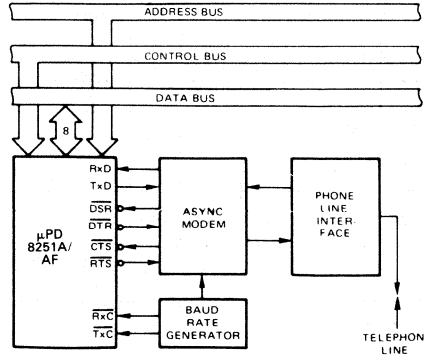 ADDRESS BUS
CONTROL BUS
DATA BUS
8
μPD
8251A/
AF
RxD
TxD
DSR
DTR
CTS
RTS
RxC
TxC
ASYNC
MODEM
PHONE
LINE
INTER-
FACE
BAUD
RATE
GENERATOR
TELEPHON
LINE